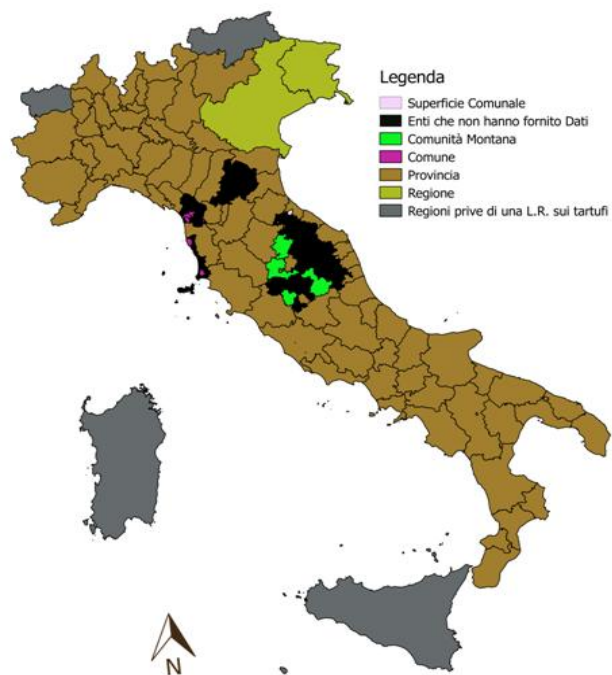 Legenda
Superficie Comunale
Enti che non hanno fornito Dati
Comunità Montana
Comune
Provincia
Regione
Regioni prive di una L.R. sui tartufi
N